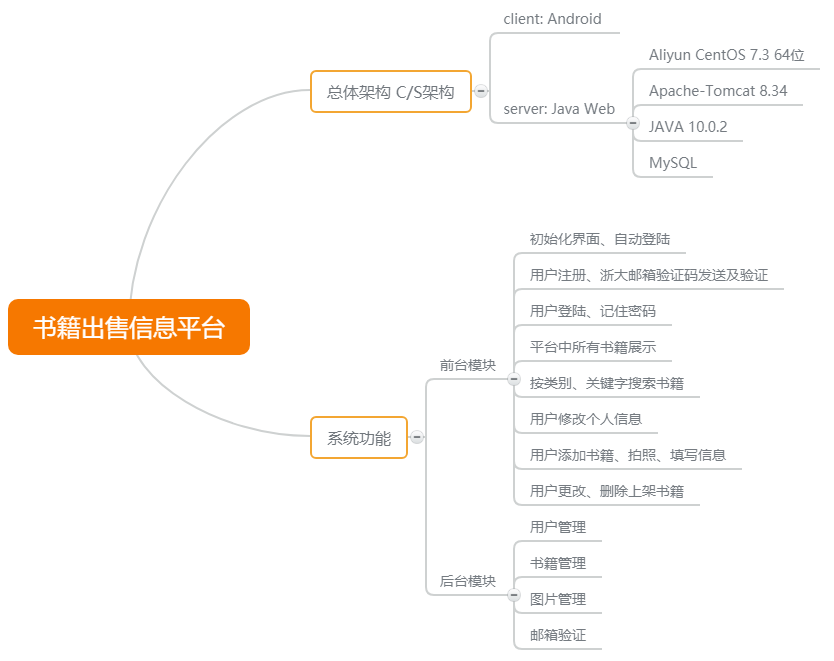 书籍出售信息平台
总体架构 C/S架构
client: Android
server: Java Web
Aliyun CentOS 7.3 64位
Apache-Tomcat 8.34
JAVA 10.0.2
MySQL
系统功能
前台模块
初始化界面、自动登陆
用户注册、浙大邮箱验证码发送及验证
用户登陆、记住密码
平台中所有书籍展示
按类别、关键字搜索书籍
用户修改个人信息
用户添加书籍、拍照、填写信息
用户更改、删除上架书籍
后台模块
用户管理
书籍管理
图片管理
邮箱验证